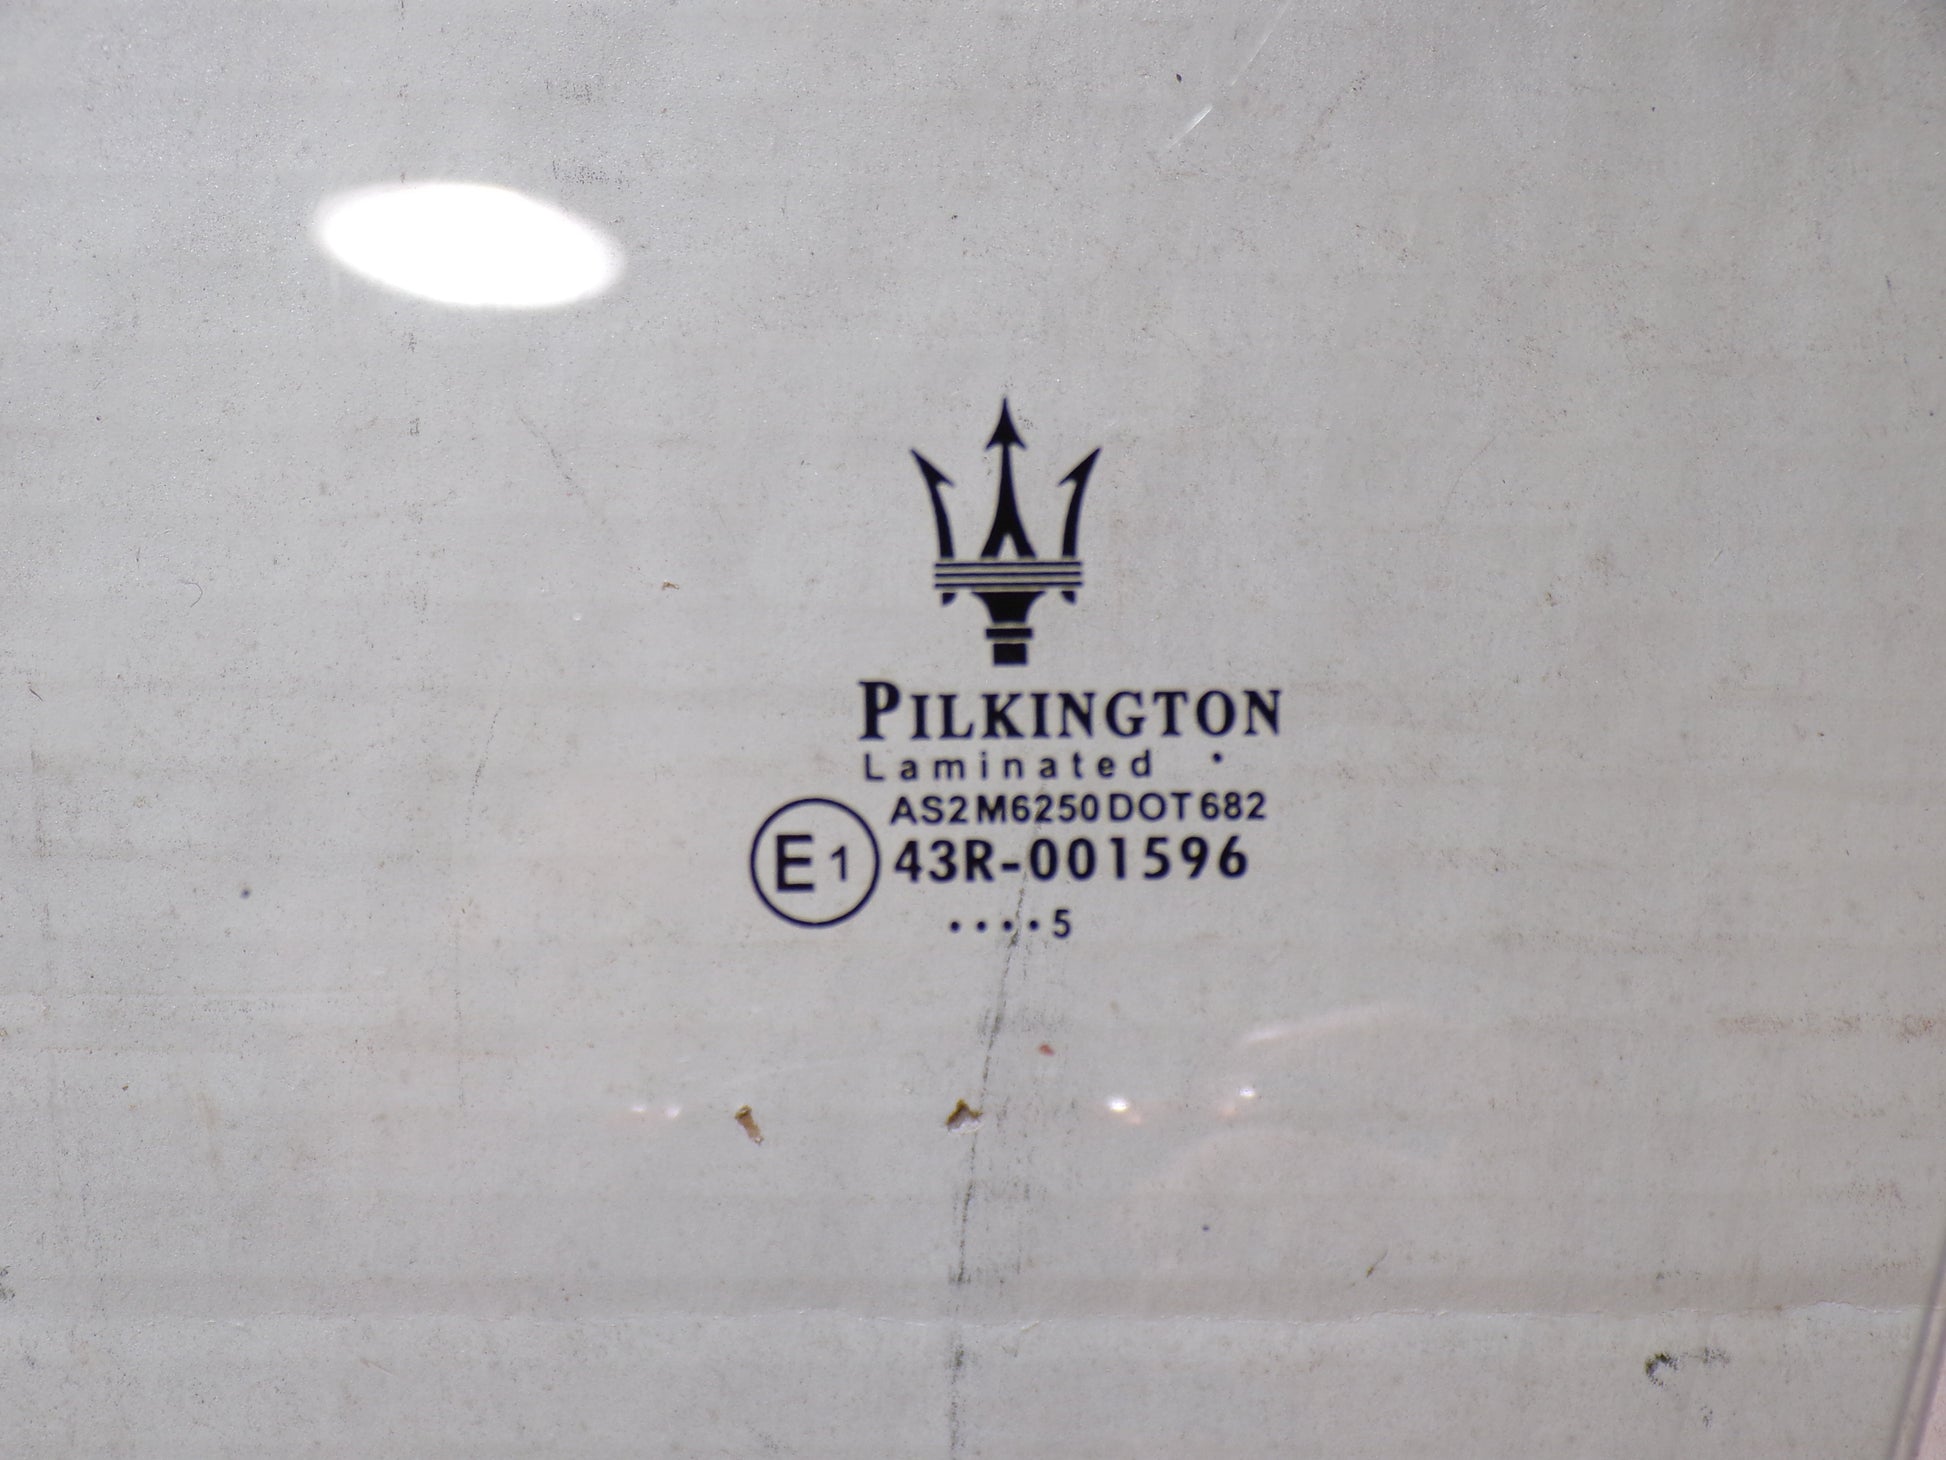 PILKINGTON
Laminated •
AS2 M6250 DOT 682
E1 43R-001596
••••5